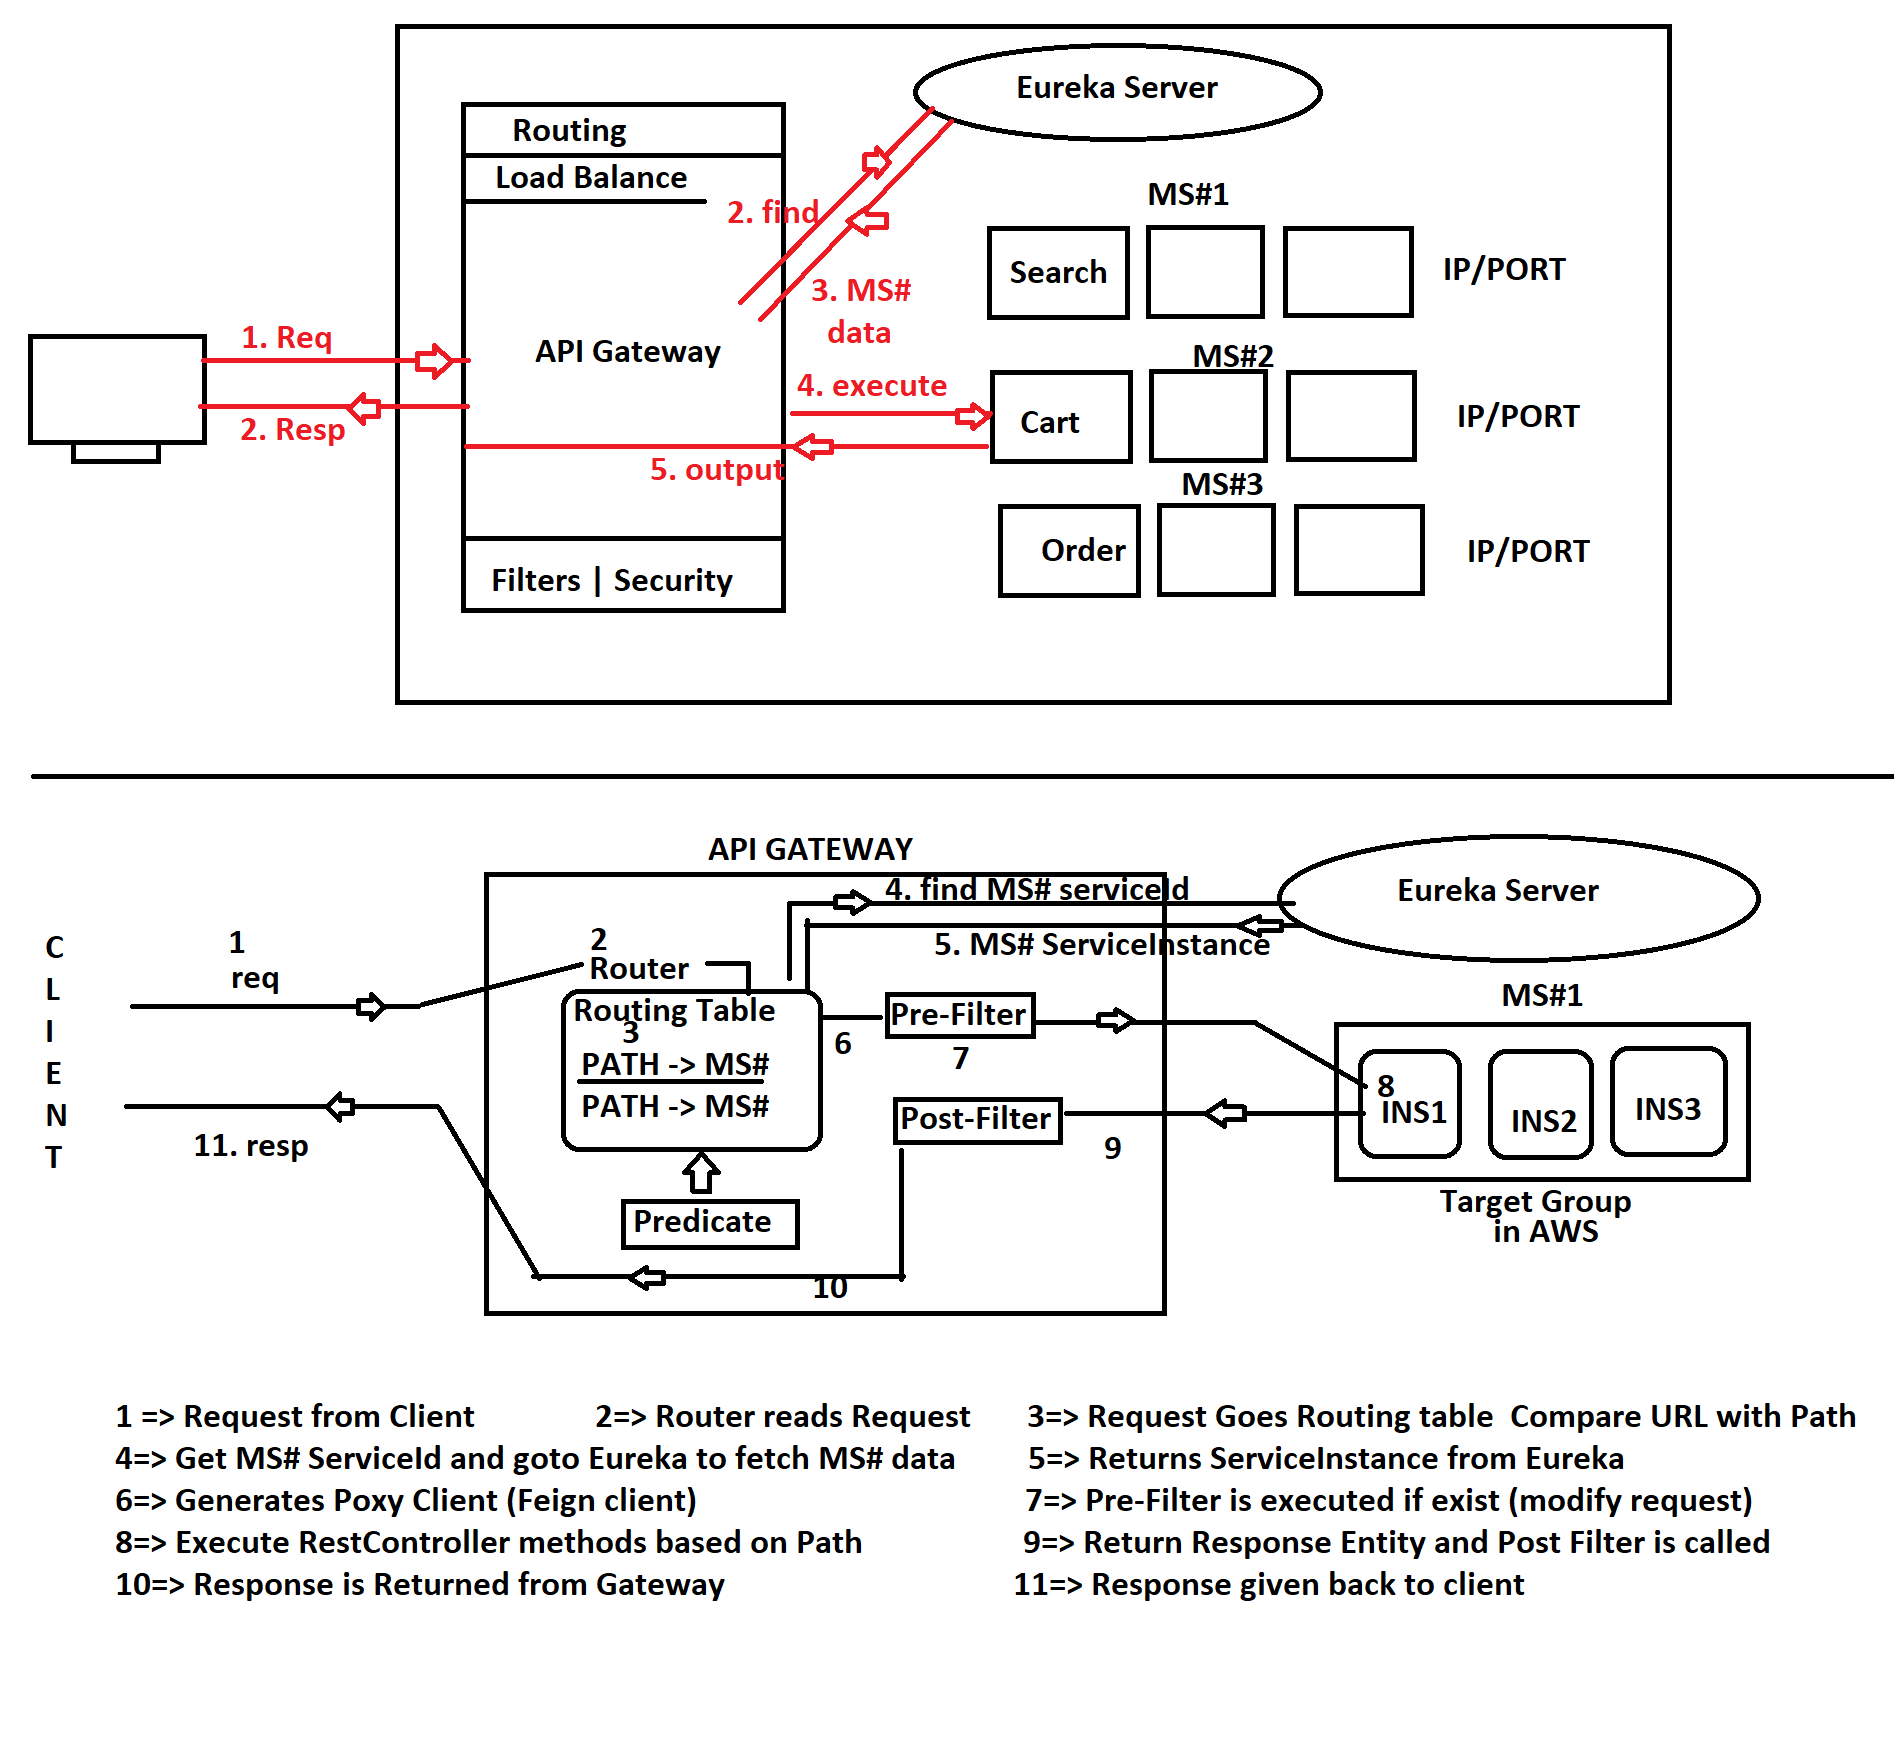 Eureka Server
Routing
Load Balance
2. find
MS#1
Search
IP/PORT
3. MS#
data
1. Req
API Gateway
MS#2
4. execute
2. Resp
Cart
IP/PORT
5. output
MS#3
Order
IP/PORT
Filters | Security
API GATEWAY
4. find MS# serviceId
Eureka Server
CLIENT
1
req
2
Router
5. MS# ServiceInstance
Routing Table
3
PATH -> MS#
PATH -> MS#
6
Pre-Filter
7
MS#1
8
INS1
INS2
INS3
Post-Filter
9
11. resp
Target Group
in AWS
Predicate
10
1 => Request from Client 2=> Router reads Request 3=> Request Goes Routing table Compare URL with Path
4=> Get MS# ServiceId and goto Eureka to fetch MS# data 5=> Returns ServiceInstance from Eureka
6=> Generates Poxy Client (Feign client) 7=> Pre-Filter is executed if exist (modify request)
8=> Execute RestController methods based on Path 9=> Return Response Entity and Post Filter is called
10=> Response is Returned from Gateway 11=> Response given back to client